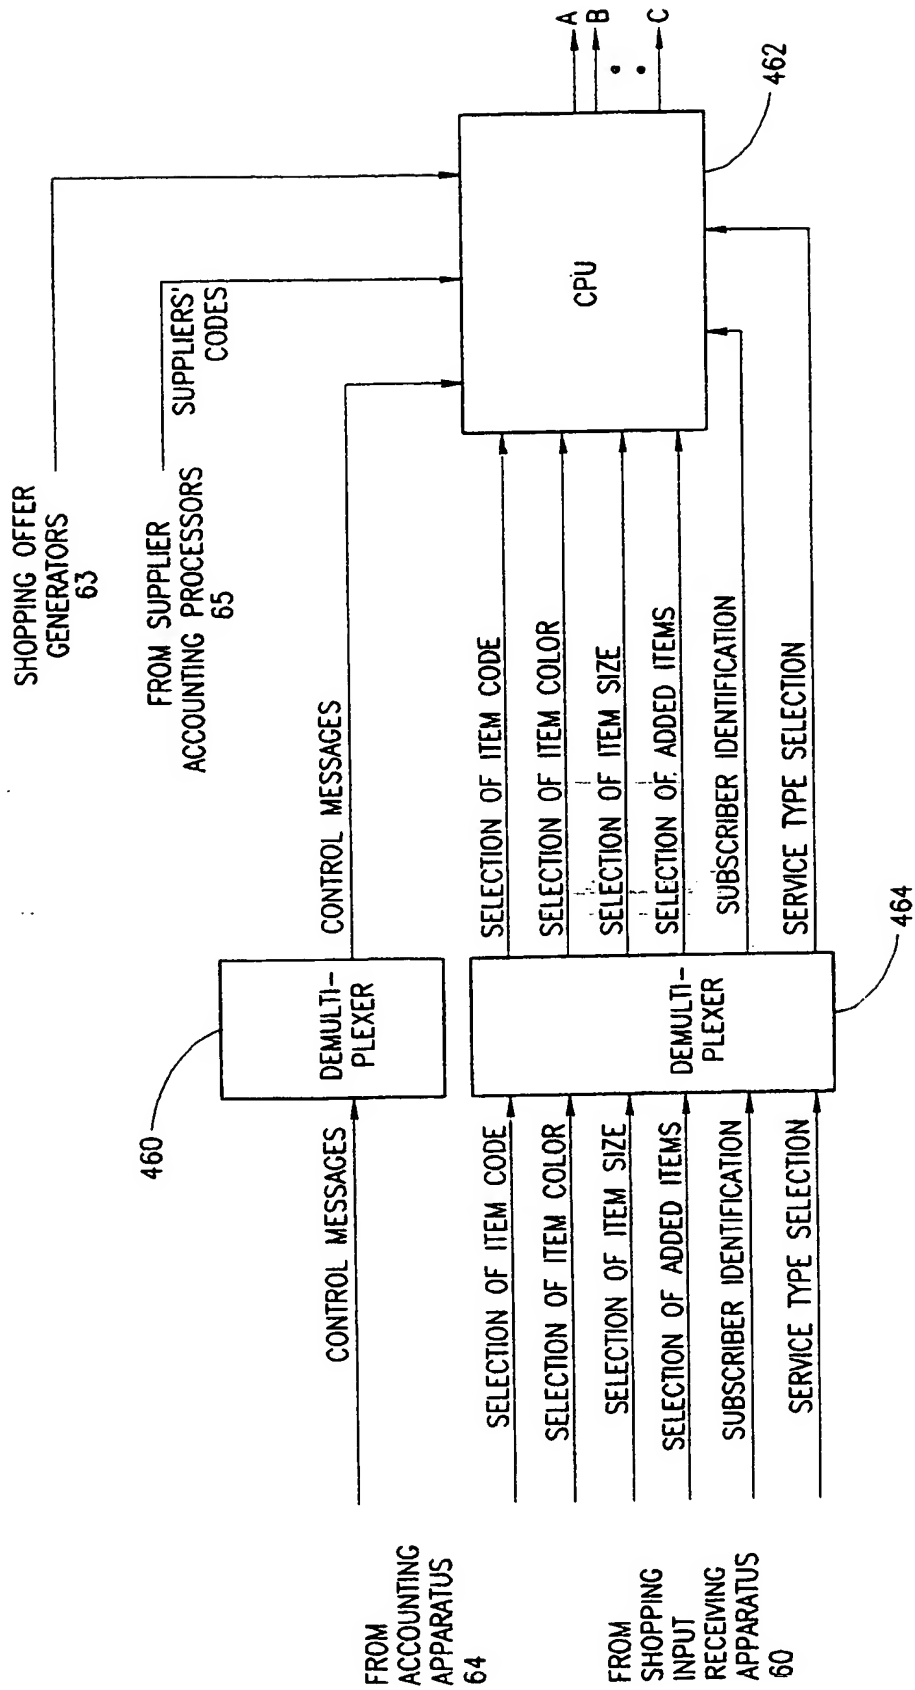 SHOPPING OFFER
GENERATORS
63
FROM SUPPLIER
ACCOUNTING PROCESSORS
65
SUPPLIERS'
CODES
FROM
ACCOUNTING
APPARATUS
64
CONTROL MESSAGES
460
DEMULTI-
PLEXER
CONTROL MESSAGES
FROM
SHOPPING
INPUT
RECEIVING
APPARATUS
60
SELECTION OF ITEM CODE
SELECTION OF ITEM COLOR
SELECTION OF ITEM SIZE
SELECTION OF ADDED ITEMS
SUBSCRIBER IDENTIFICATION
SERVICE TYPE SELECTION
DEMULTI-
PLEXER
464
SELECTION OF ITEM CODE
SELECTION OF ITEM COLOR
SELECTION OF ITEM SIZE
SELECTION OF ADDED ITEMS
SUBSCRIBER IDENTIFICATION
SERVICE TYPE SELECTION
CPU
462
A
B
C